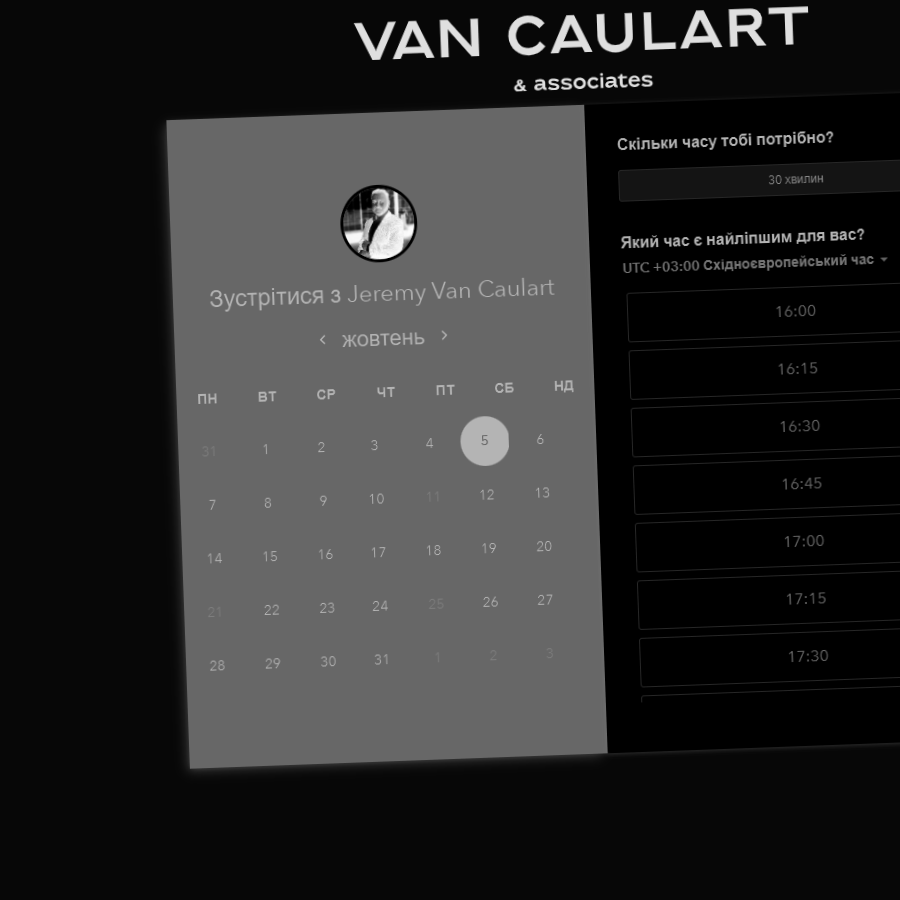 VAN CAULART
& associates
Зустрітися з Jeremy Van Caulart
‹ жовтень ›
ПН ВТ СР ЧТ ПТ СБ НД
31 1 2 3 4 5 6
7 8 9 10 11 12 13
14 15 16 17 18 19 20
21 22 23 24 25 26 27
28 29 30 31 1 2 3
Скільки часу тобі потрібно?
30 хвилин
Який час є найліпшим для вас?
UTC +03:00 Східноєвропейський час
16:00
16:15
16:30
16:45
17:00
17:15
17:30